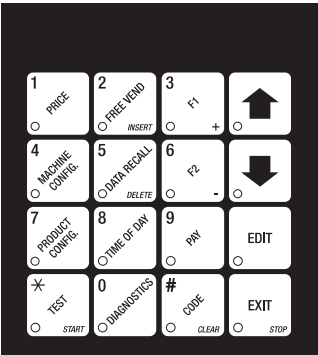 1
PRICE
2
FREE VEND
INSERT
3
F1
+
4
MACHINE
CONFIG.
5
DATA RECALL
DELETE
6
F2
-
7
PRODUCT
CONFIG.
8
TIME OF DAY
9
PAY
EDIT
*
TEST
START
0
DIAGNOSTICS
#
CODE
CLEAR
EXIT
STOP